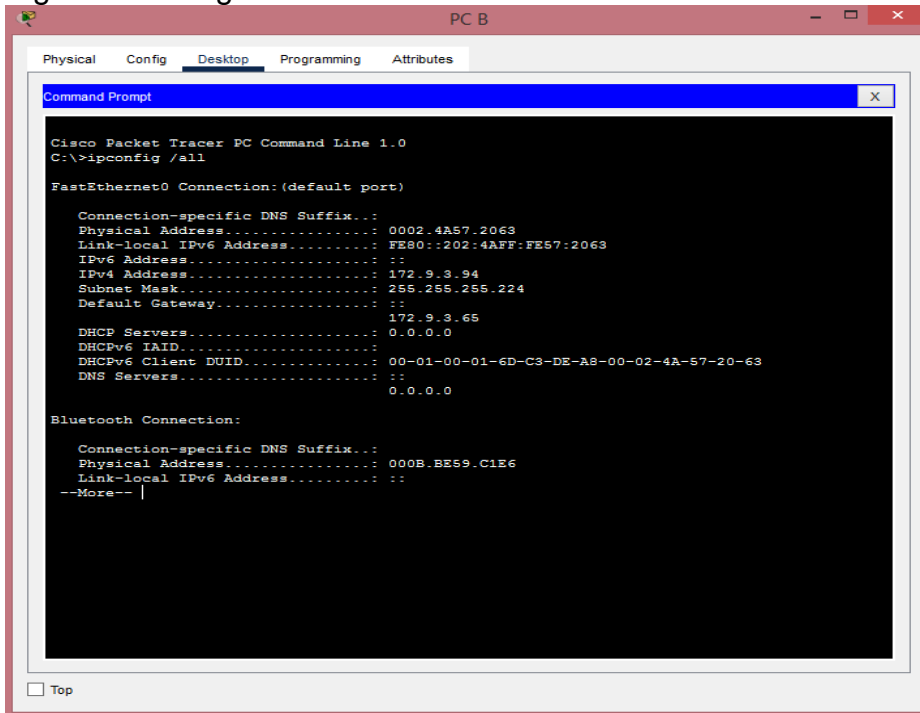 PC B
Physical Config Desktop Programming Attributes
Command Prompt X
Cisco Packet Tracer PC Command Line 1.0
C:\>ipconfig /all
FastEthernet0 Connection:(default port)
Connection-specific DNS Suffix..:
Physical Address................: 0002.4A57.2063
Link-local IPv6 Address.........: FE80::202:4AFF:FE57:2063
IPv6 Address....................: ::
IPv4 Address....................: 172.9.3.94
Subnet Mask.....................: 255.255.255.224
Default Gateway.................: ::
172.9.3.65
DHCP Servers....................: 0.0.0.0
DHCPv6 IAID.....................:
DHCPv6 Client DUID..............: 00-01-00-01-6D-C3-DE-A8-00-02-4A-57-20-63
DNS Servers.....................: ::
0.0.0.0
Bluetooth Connection:
Connection-specific DNS Suffix..:
Physical Address................: 000B.BE59.C1E6
Link-local IPv6 Address.........: ::
--More--
Top